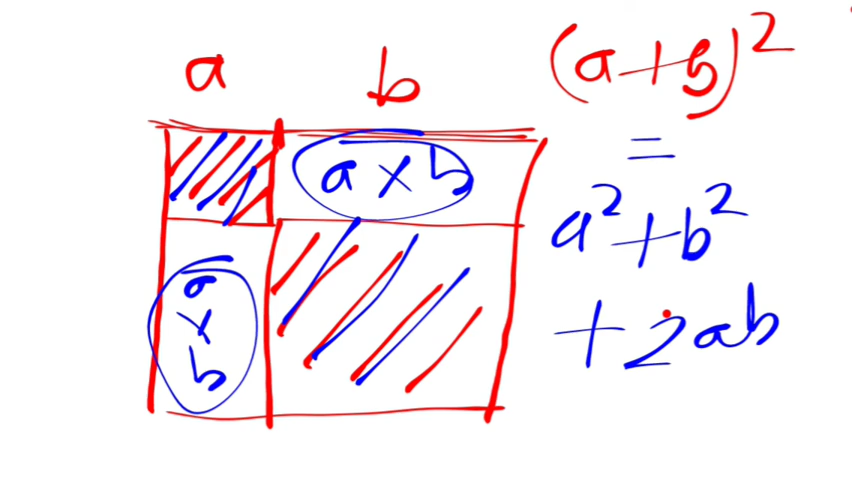 a b
(a+b)²
a×b
=
a²+b²
a×b
+2ab